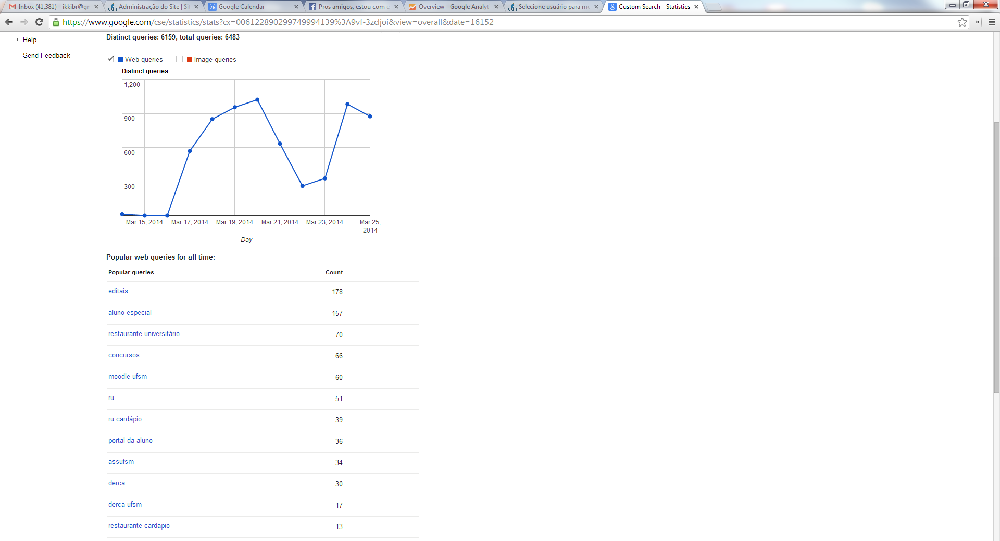 Inbox (41,381) - ikkibr@gn
Administração do Site | Sit
26 Google Calendar
Pros amigos, estou com e
Overview - Google Analyti
Selecione usuário para mo
Custom Search - Statistics
https://www.google.com/cse/statistics/stats?cx=006122890299749994139%3A9vf-3zcljoi&view=overall&date=16152
Help
Send Feedback
Distinct queries: 6159, total queries: 6483
Web queries Image queries
Distinct queries
1,200
900
600
300
Mar 15, 2014 Mar 17, 2014 Mar 19, 2014 Mar 21, 2014 Mar 23, 2014 Mar 25, 2014
Day
Popular web queries for all time:
Popular queries Count
editais 178
aluno especial 157
restaurante universitário 70
concursos 66
moodle ufsm 60
ru 51
ru cardápio 39
portal da aluno 36
assufsm 34
derca 30
derca ufsm 17
restaurante cardapio 13